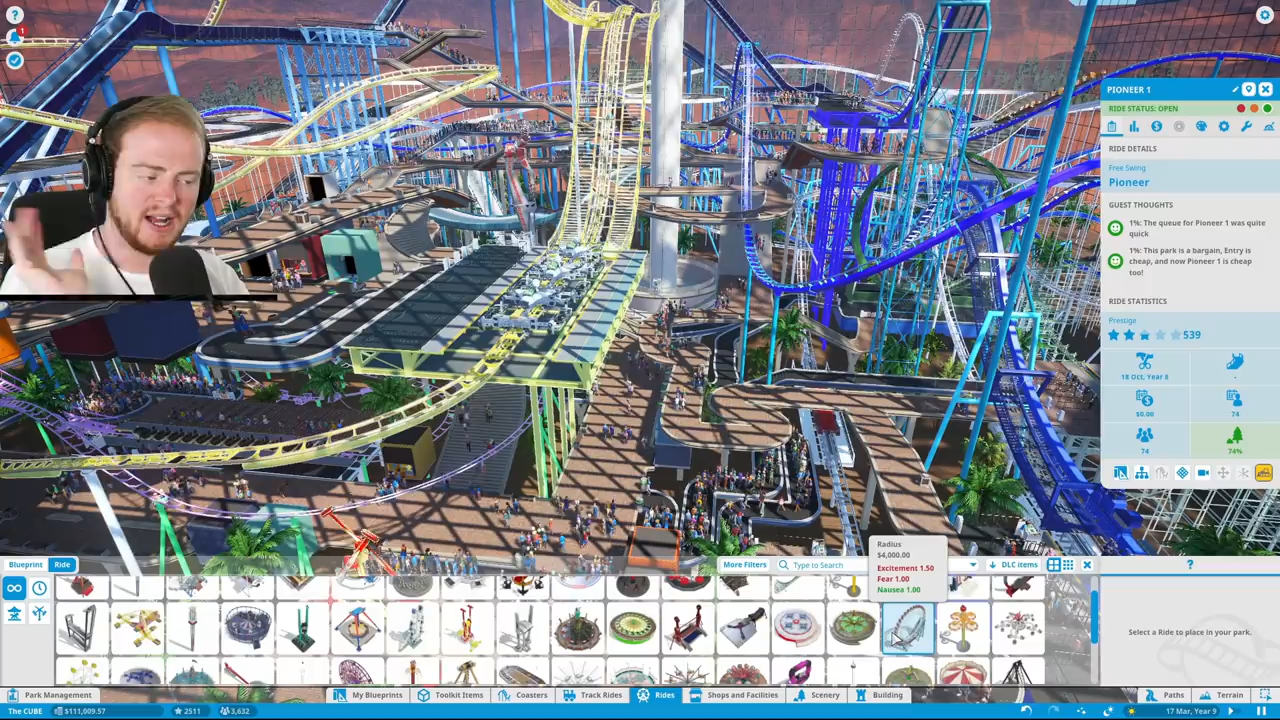 PIONEER 1
RIDE STATUS: OPEN
RIDE DETAILS
Free Swing
Pioneer
GUEST THOUGHTS
1%: The queue for Pioneer 1 was quite
quick
1%: This park is a bargain, Entry is
cheap, and now Pioneer 1 is cheap
too!
RIDE STATISTICS
Prestige
539
18 Oct, Year 8
-
$0.00
74
74
74%
Radius
$4,000.00
Excitement 1.50
Fear 1.00
Nausea 1.00
Blueprint
Ride
More Filters
Type to Search
DLC items
?
Select a Ride to place in your park.
Park Management
My Blueprints
Toolkit Items
Coasters
Track Rides
Rides
Shops and Facilities
Scenery
Building
Paths
Terrain
The CUBE
$111,009.57
2511
3,632
17 Mar, Year 9
?
1